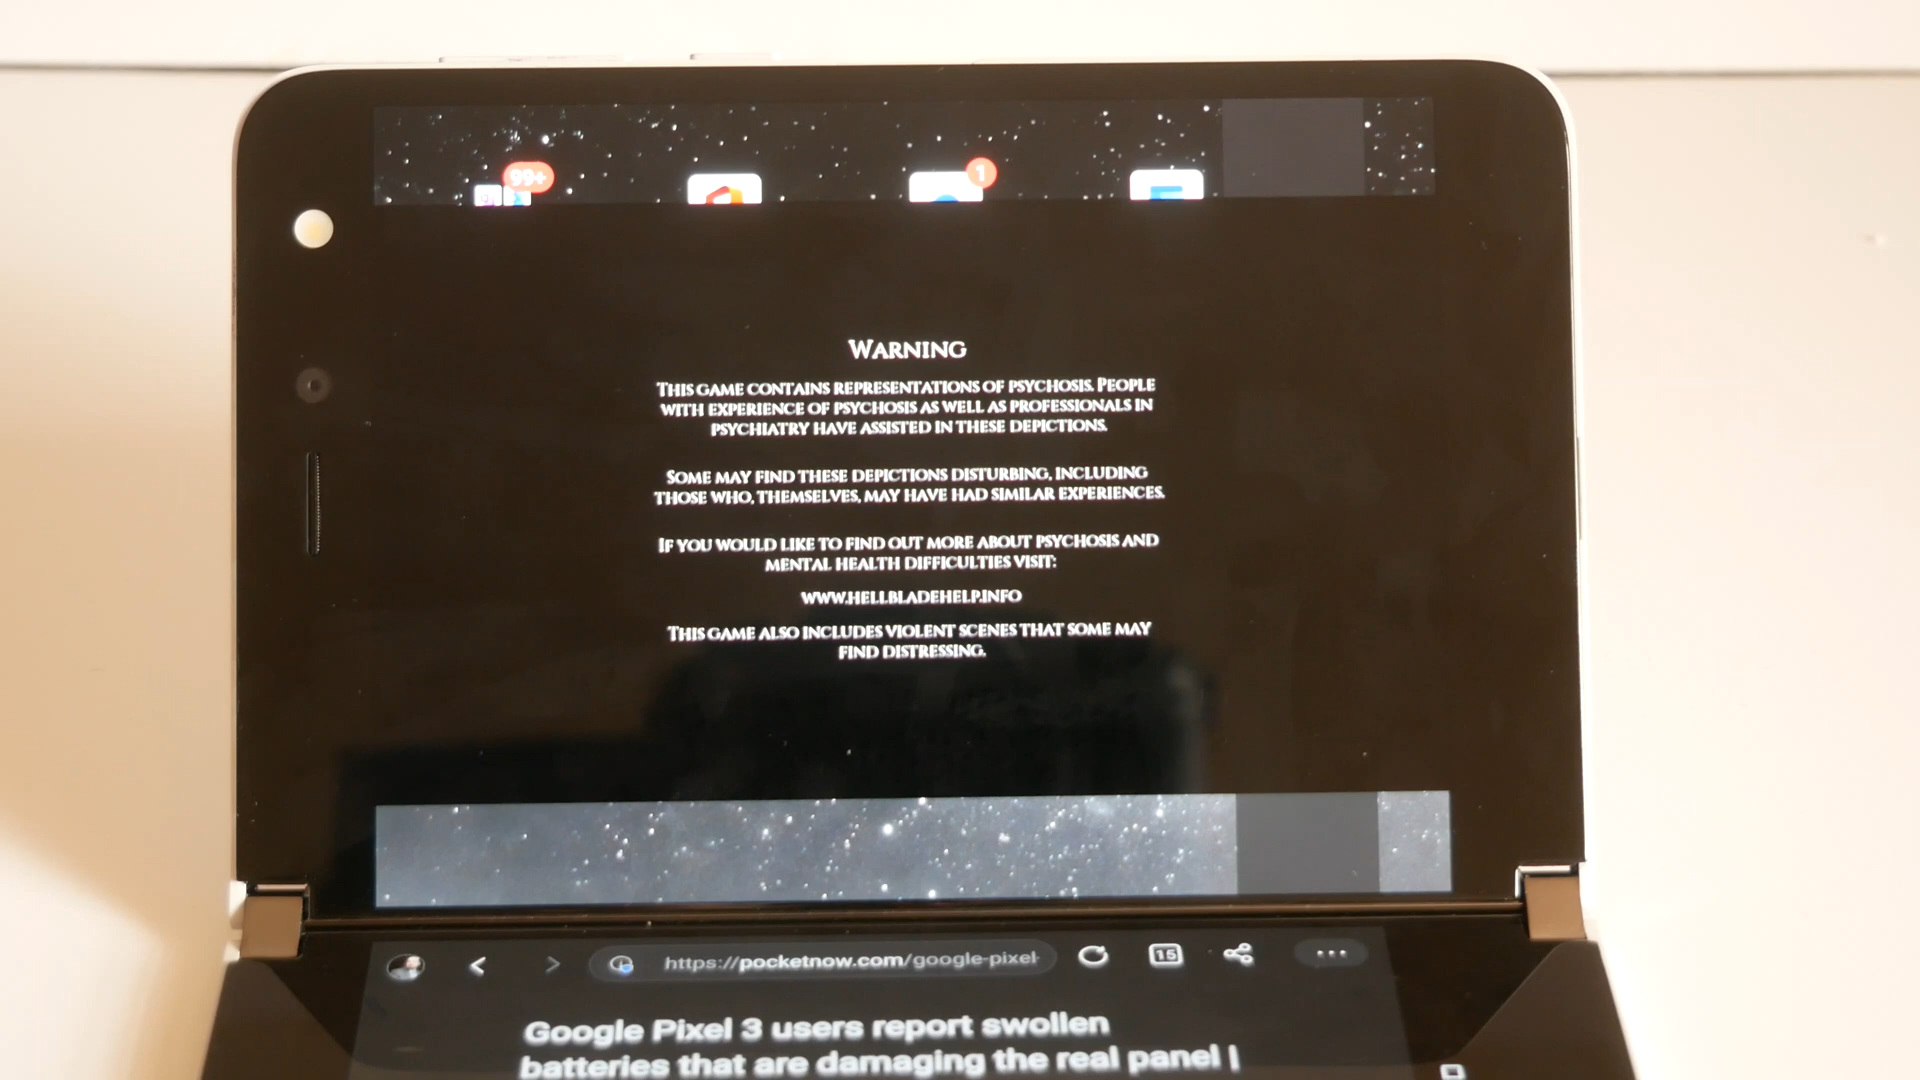 99+
1
WARNING
THIS GAME CONTAINS REPRESENTATIONS OF PSYCHOSIS. PEOPLE
WITH EXPERIENCE OF PSYCHOSIS AS WELL AS PROFESSIONALS IN
PSYCHIATRY HAVE ASSISTED IN THESE DEPICTIONS.
SOME MAY FIND THESE DEPICTIONS DISTURBING, INCLUDING
THOSE WHO, THEMSELVES, MAY HAVE HAD SIMILAR EXPERIENCES.
IF YOU WOULD LIKE TO FIND OUT MORE ABOUT PSYCHOSIS AND
MENTAL HEALTH DIFFICULTIES VISIT:
WWW.HELLBLADEHELP.INFO
THIS GAME ALSO INCLUDES VIOLENT SCENES THAT SOME MAY
FIND DISTRESSING.
https://pocketnow.com/google-pixel
15
Google Pixel 3 users report swollen
batteries that are damaging the real panel |